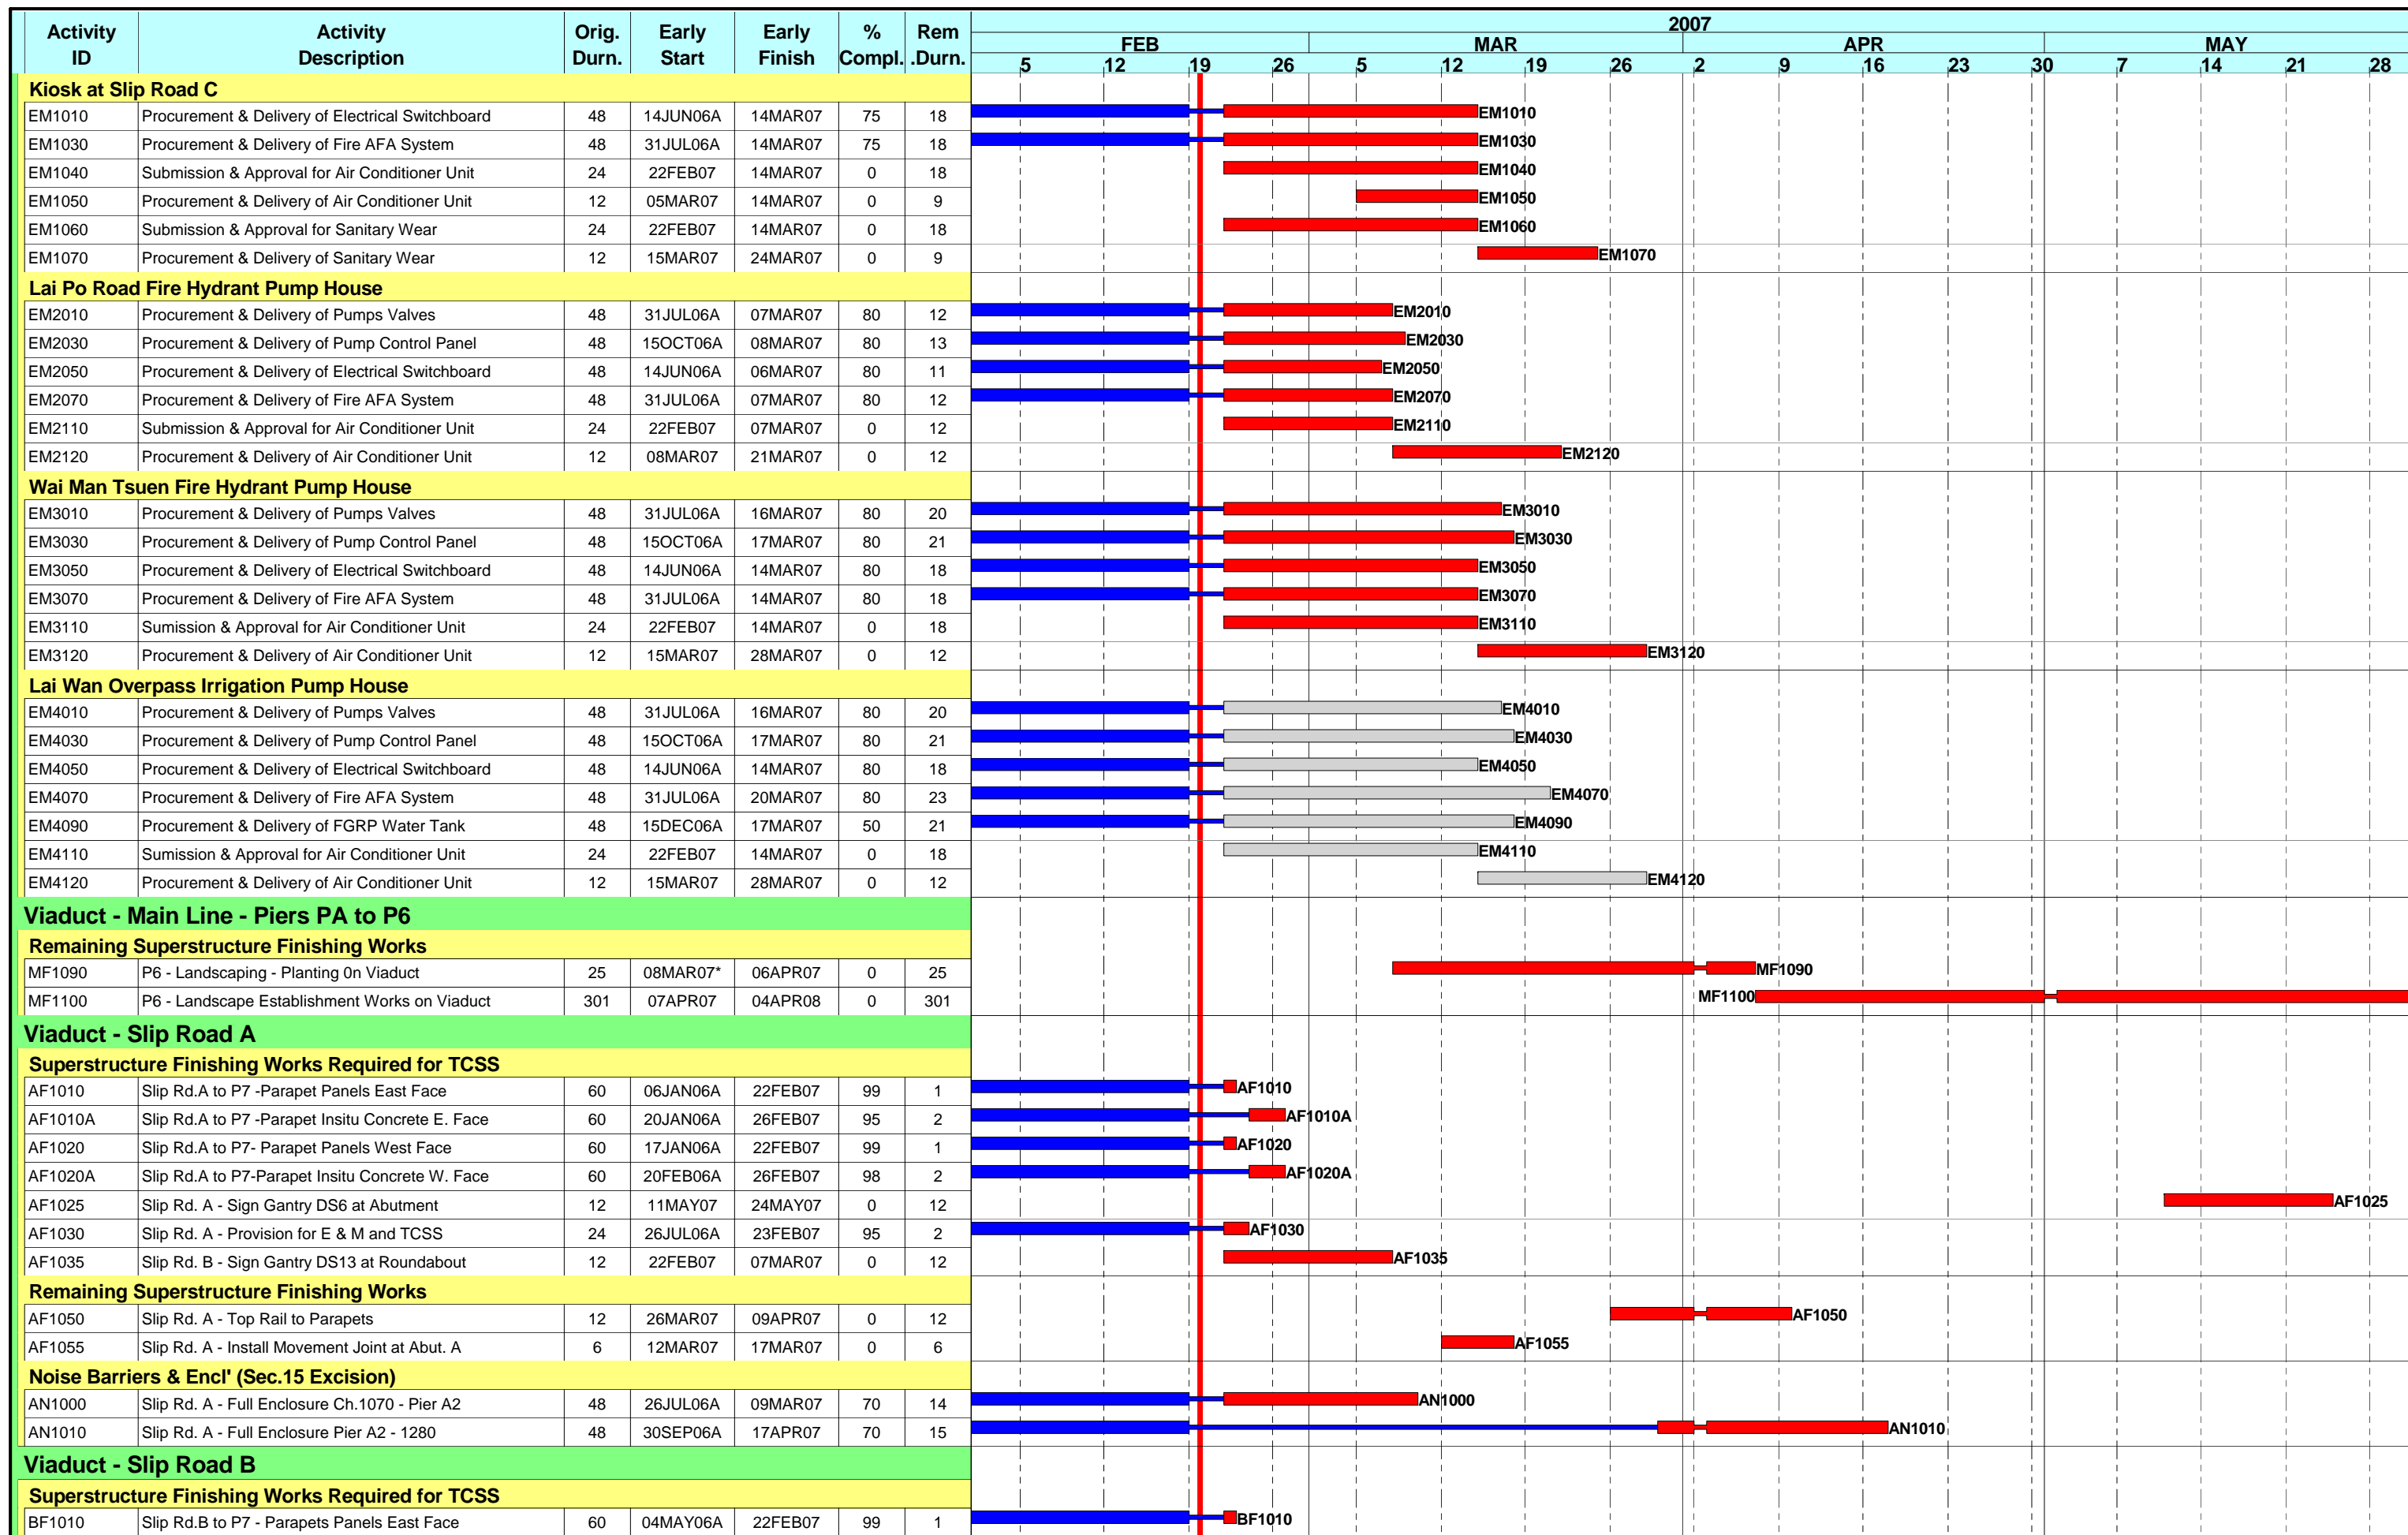 Activity ID Activity Description Orig. Durn. Early Start Early Finish % Compl. Rem .Durn.
2007
FEB MAR APR MAY
5 12 19 26 5 12 19 26 2 9 16 23 30 7 14 21 28
Kiosk at Slip Road C
EM1010 Procurement & Delivery of Electrical Switchboard 48 14JUN06A 14MAR07 75 18 EM1010
EM1030 Procurement & Delivery of Fire AFA System 48 31JUL06A 14MAR07 75 18 EM1030
EM1040 Submission & Approval for Air Conditioner Unit 24 22FEB07 14MAR07 0 18 EM1040
EM1050 Procurement & Delivery of Air Conditioner Unit 12 05MAR07 14MAR07 0 9 EM1050
EM1060 Submission & Approval for Sanitary Wear 24 22FEB07 14MAR07 0 18 EM1060
EM1070 Procurement & Delivery of Sanitary Wear 12 15MAR07 24MAR07 0 9 EM1070
Lai Po Road Fire Hydrant Pump House
EM2010 Procurement & Delivery of Pumps Valves 48 31JUL06A 07MAR07 80 12 EM2010
EM2030 Procurement & Delivery of Pump Control Panel 48 15OCT06A 08MAR07 80 13 EM2030
EM2050 Procurement & Delivery of Electrical Switchboard 48 14JUN06A 06MAR07 80 11 EM2050
EM2070 Procurement & Delivery of Fire AFA System 48 31JUL06A 07MAR07 80 12 EM2070
EM2110 Submission & Approval for Air Conditioner Unit 24 22FEB07 07MAR07 0 12 EM2110
EM2120 Procurement & Delivery of Air Conditioner Unit 12 08MAR07 21MAR07 0 12 EM2120
Wai Man Tsuen Fire Hydrant Pump House
EM3010 Procurement & Delivery of Pumps Valves 48 31JUL06A 16MAR07 80 20 EM3010
EM3030 Procurement & Delivery of Pump Control Panel 48 15OCT06A 17MAR07 80 21 EM3030
EM3050 Procurement & Delivery of Electrical Switchboard 48 14JUN06A 14MAR07 80 18 EM3050
EM3070 Procurement & Delivery of Fire AFA System 48 31JUL06A 14MAR07 80 18 EM3070
EM3110 Sumission & Approval for Air Conditioner Unit 24 22FEB07 14MAR07 0 18 EM3110
EM3120 Procurement & Delivery of Air Conditioner Unit 12 15MAR07 28MAR07 0 12 EM3120
Lai Wan Overpass Irrigation Pump House
EM4010 Procurement & Delivery of Pumps Valves 48 31JUL06A 16MAR07 80 20 EM4010
EM4030 Procurement & Delivery of Pump Control Panel 48 15OCT06A 17MAR07 80 21 EM4030
EM4050 Procurement & Delivery of Electrical Switchboard 48 14JUN06A 14MAR07 80 18 EM4050
EM4070 Procurement & Delivery of Fire AFA System 48 31JUL06A 20MAR07 80 23 EM4070
EM4090 Procurement & Delivery of FGRP Water Tank 48 15DEC06A 17MAR07 50 21 EM4090
EM4110 Sumission & Approval for Air Conditioner Unit 24 22FEB07 14MAR07 0 18 EM4110
EM4120 Procurement & Delivery of Air Conditioner Unit 12 15MAR07 28MAR07 0 12 EM4120
Viaduct - Main Line - Piers PA to P6
Remaining Superstructure Finishing Works
MF1090 P6 - Landscaping - Planting 0n Viaduct 25 08MAR07* 06APR07 0 25 MF1090
MF1100 P6 - Landscape Establishment Works on Viaduct 301 07APR07 04APR08 0 301 MF1100
Viaduct - Slip Road A
Superstructure Finishing Works Required for TCSS
AF1010 Slip Rd.A to P7 -Parapet Panels East Face 60 06JAN06A 22FEB07 99 1 AF1010
AF1010A Slip Rd.A to P7 -Parapet Insitu Concrete E. Face 60 20JAN06A 26FEB07 95 2 AF1010A
AF1020 Slip Rd.A to P7- Parapet Panels West Face 60 17JAN06A 22FEB07 99 1 AF1020
AF1020A Slip Rd.A to P7-Parapet Insitu Concrete W. Face 60 20FEB06A 26FEB07 98 2 AF1020A
AF1025 Slip Rd. A - Sign Gantry DS6 at Abutment 12 11MAY07 24MAY07 0 12 AF1025
AF1030 Slip Rd. A - Provision for E & M and TCSS 24 26JUL06A 23FEB07 95 2 AF1030
AF1035 Slip Rd. B - Sign Gantry DS13 at Roundabout 12 22FEB07 07MAR07 0 12 AF1035
Remaining Superstructure Finishing Works
AF1050 Slip Rd. A - Top Rail to Parapets 12 26MAR07 09APR07 0 12 AF1050
AF1055 Slip Rd. A - Install Movement Joint at Abut. A 6 12MAR07 17MAR07 0 6 AF1055
Noise Barriers & Encl' (Sec.15 Excision)
AN1000 Slip Rd. A - Full Enclosure Ch.1070 - Pier A2 48 26JUL06A 09MAR07 70 14 AN1000
AN1010 Slip Rd. A - Full Enclosure Pier A2 - 1280 48 30SEP06A 17APR07 70 15 AN1010
Viaduct - Slip Road B
Superstructure Finishing Works Required for TCSS
BF1010 Slip Rd.B to P7 - Parapets Panels East Face 60 04MAY06A 22FEB07 99 1 BF1010